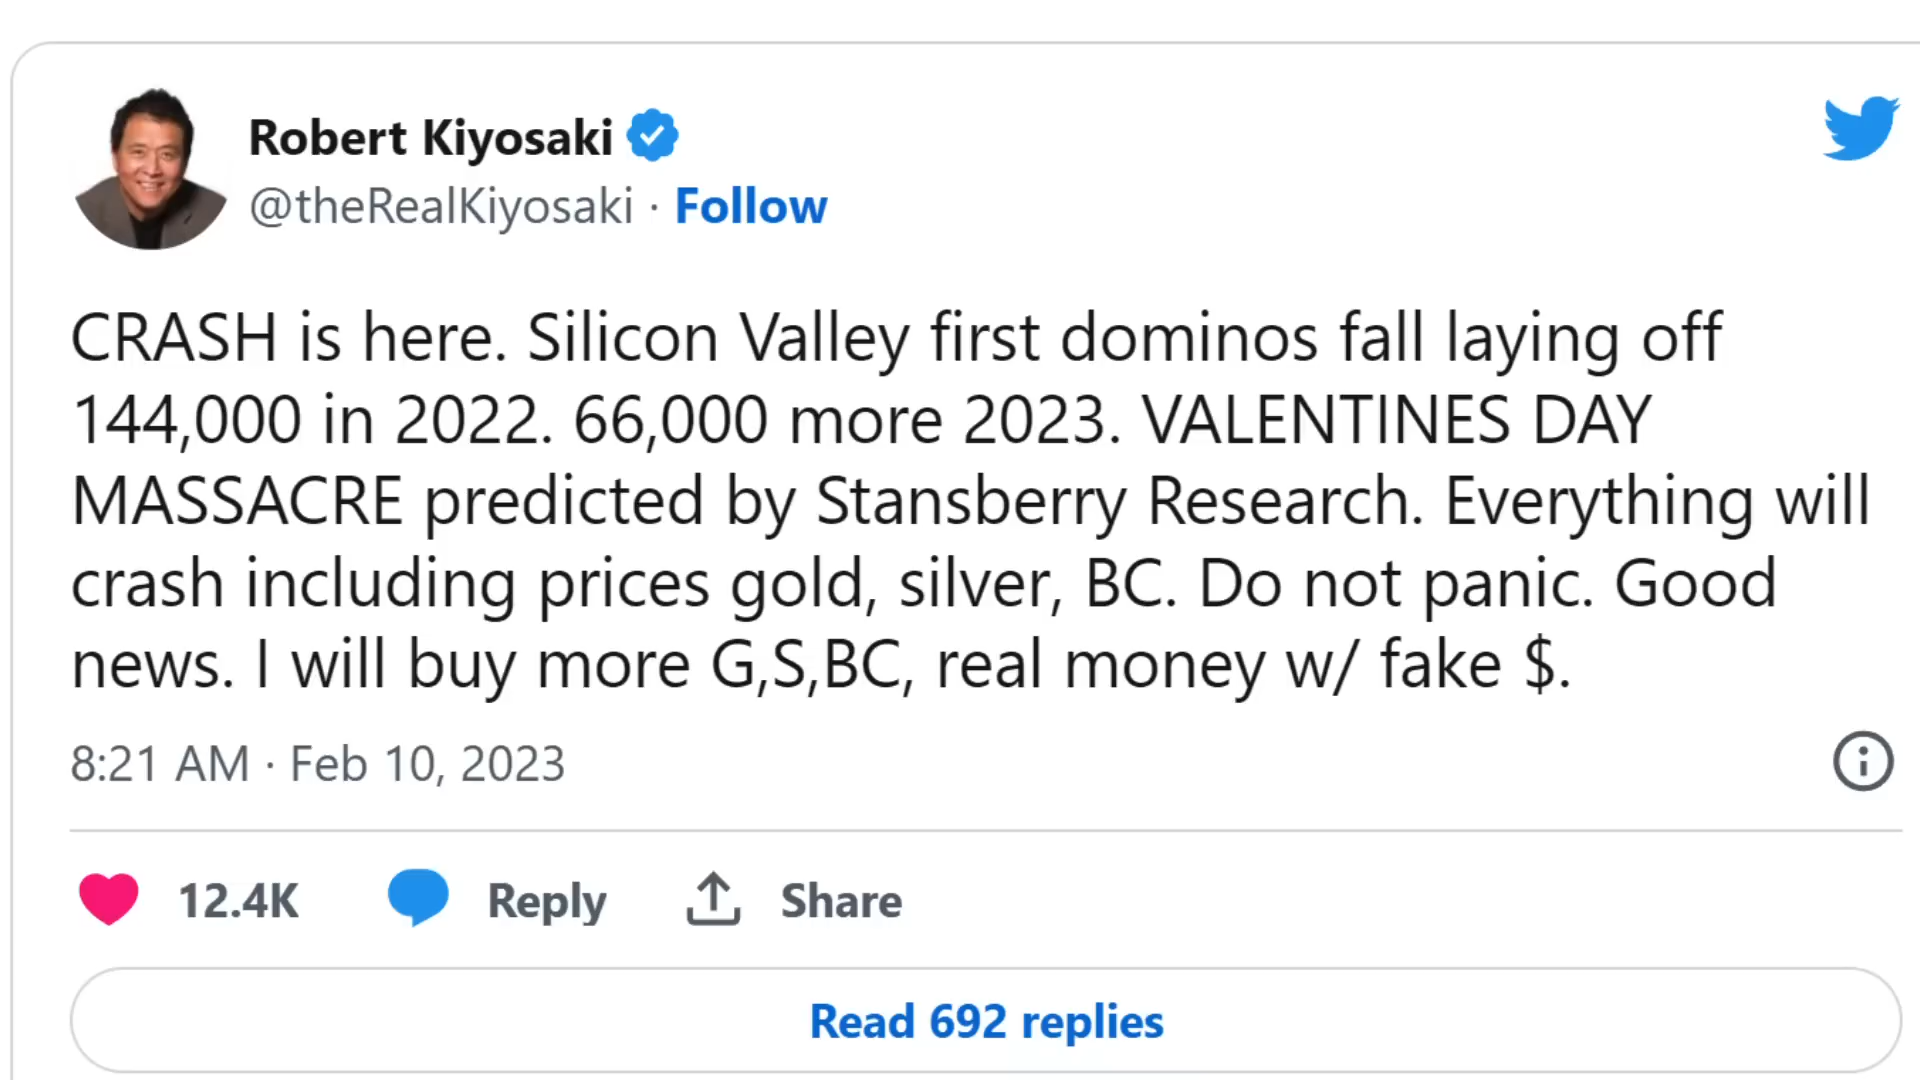 Robert Kiyosaki
@theRealKiyosaki · Follow
CRASH is here. Silicon Valley first dominos fall laying off
144,000 in 2022. 66,000 more 2023. VALENTINES DAY
MASSACRE predicted by Stansberry Research. Everything will
crash including prices gold, silver, BC. Do not panic. Good
news. I will buy more G,S,BC, real money w/ fake $.
8:21 AM · Feb 10, 2023
12.4K Reply Share
Read 692 replies